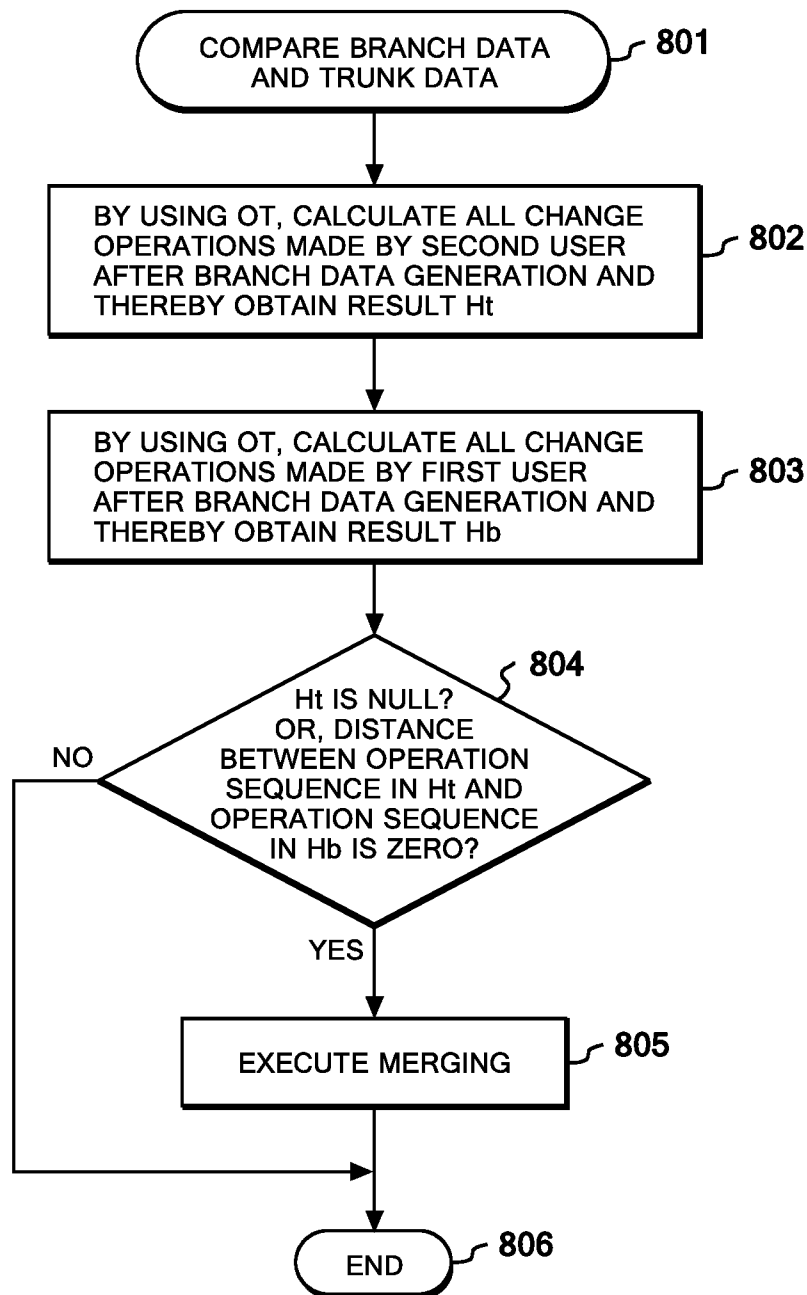 COMPARE BRANCH DATA
AND TRUNK DATA
801
BY USING OT, CALCULATE ALL CHANGE
OPERATIONS MADE BY SECOND USER
AFTER BRANCH DATA GENERATION AND
THEREBY OBTAIN RESULT Ht
802
BY USING OT, CALCULATE ALL CHANGE
OPERATIONS MADE BY FIRST USER
AFTER BRANCH DATA GENERATION AND
THEREBY OBTAIN RESULT Hb
803
804
Ht IS NULL?
OR, DISTANCE
BETWEEN OPERATION
SEQUENCE IN Ht AND
OPERATION SEQUENCE
IN Hb IS ZERO?
NO
YES
EXECUTE MERGING
805
END
806